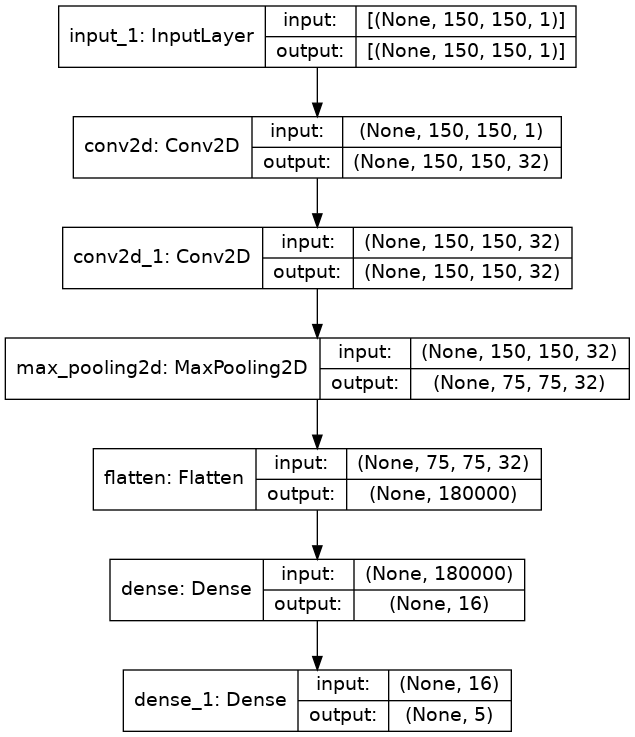 input_1: InputLayer
input: [(None, 150, 150, 1)]
output: [(None, 150, 150, 1)]
conv2d: Conv2D
input: (None, 150, 150, 1)
output: (None, 150, 150, 32)
conv2d_1: Conv2D
input: (None, 150, 150, 32)
output: (None, 150, 150, 32)
max_pooling2d: MaxPooling2D
input: (None, 150, 150, 32)
output: (None, 75, 75, 32)
flatten: Flatten
input: (None, 75, 75, 32)
output: (None, 180000)
dense: Dense
input: (None, 180000)
output: (None, 16)
dense_1: Dense
input: (None, 16)
output: (None, 5)